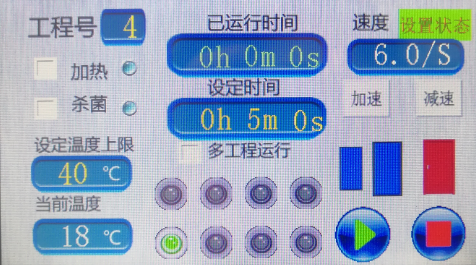 工程号 4
已运行时间
0h 0m 0s
速度 设置状态
6.0/S
加热
杀菌
设定时间
0h 5m 0s
加速 减速
多工程运行
设定温度上限
40 ℃
当前温度
18 ℃